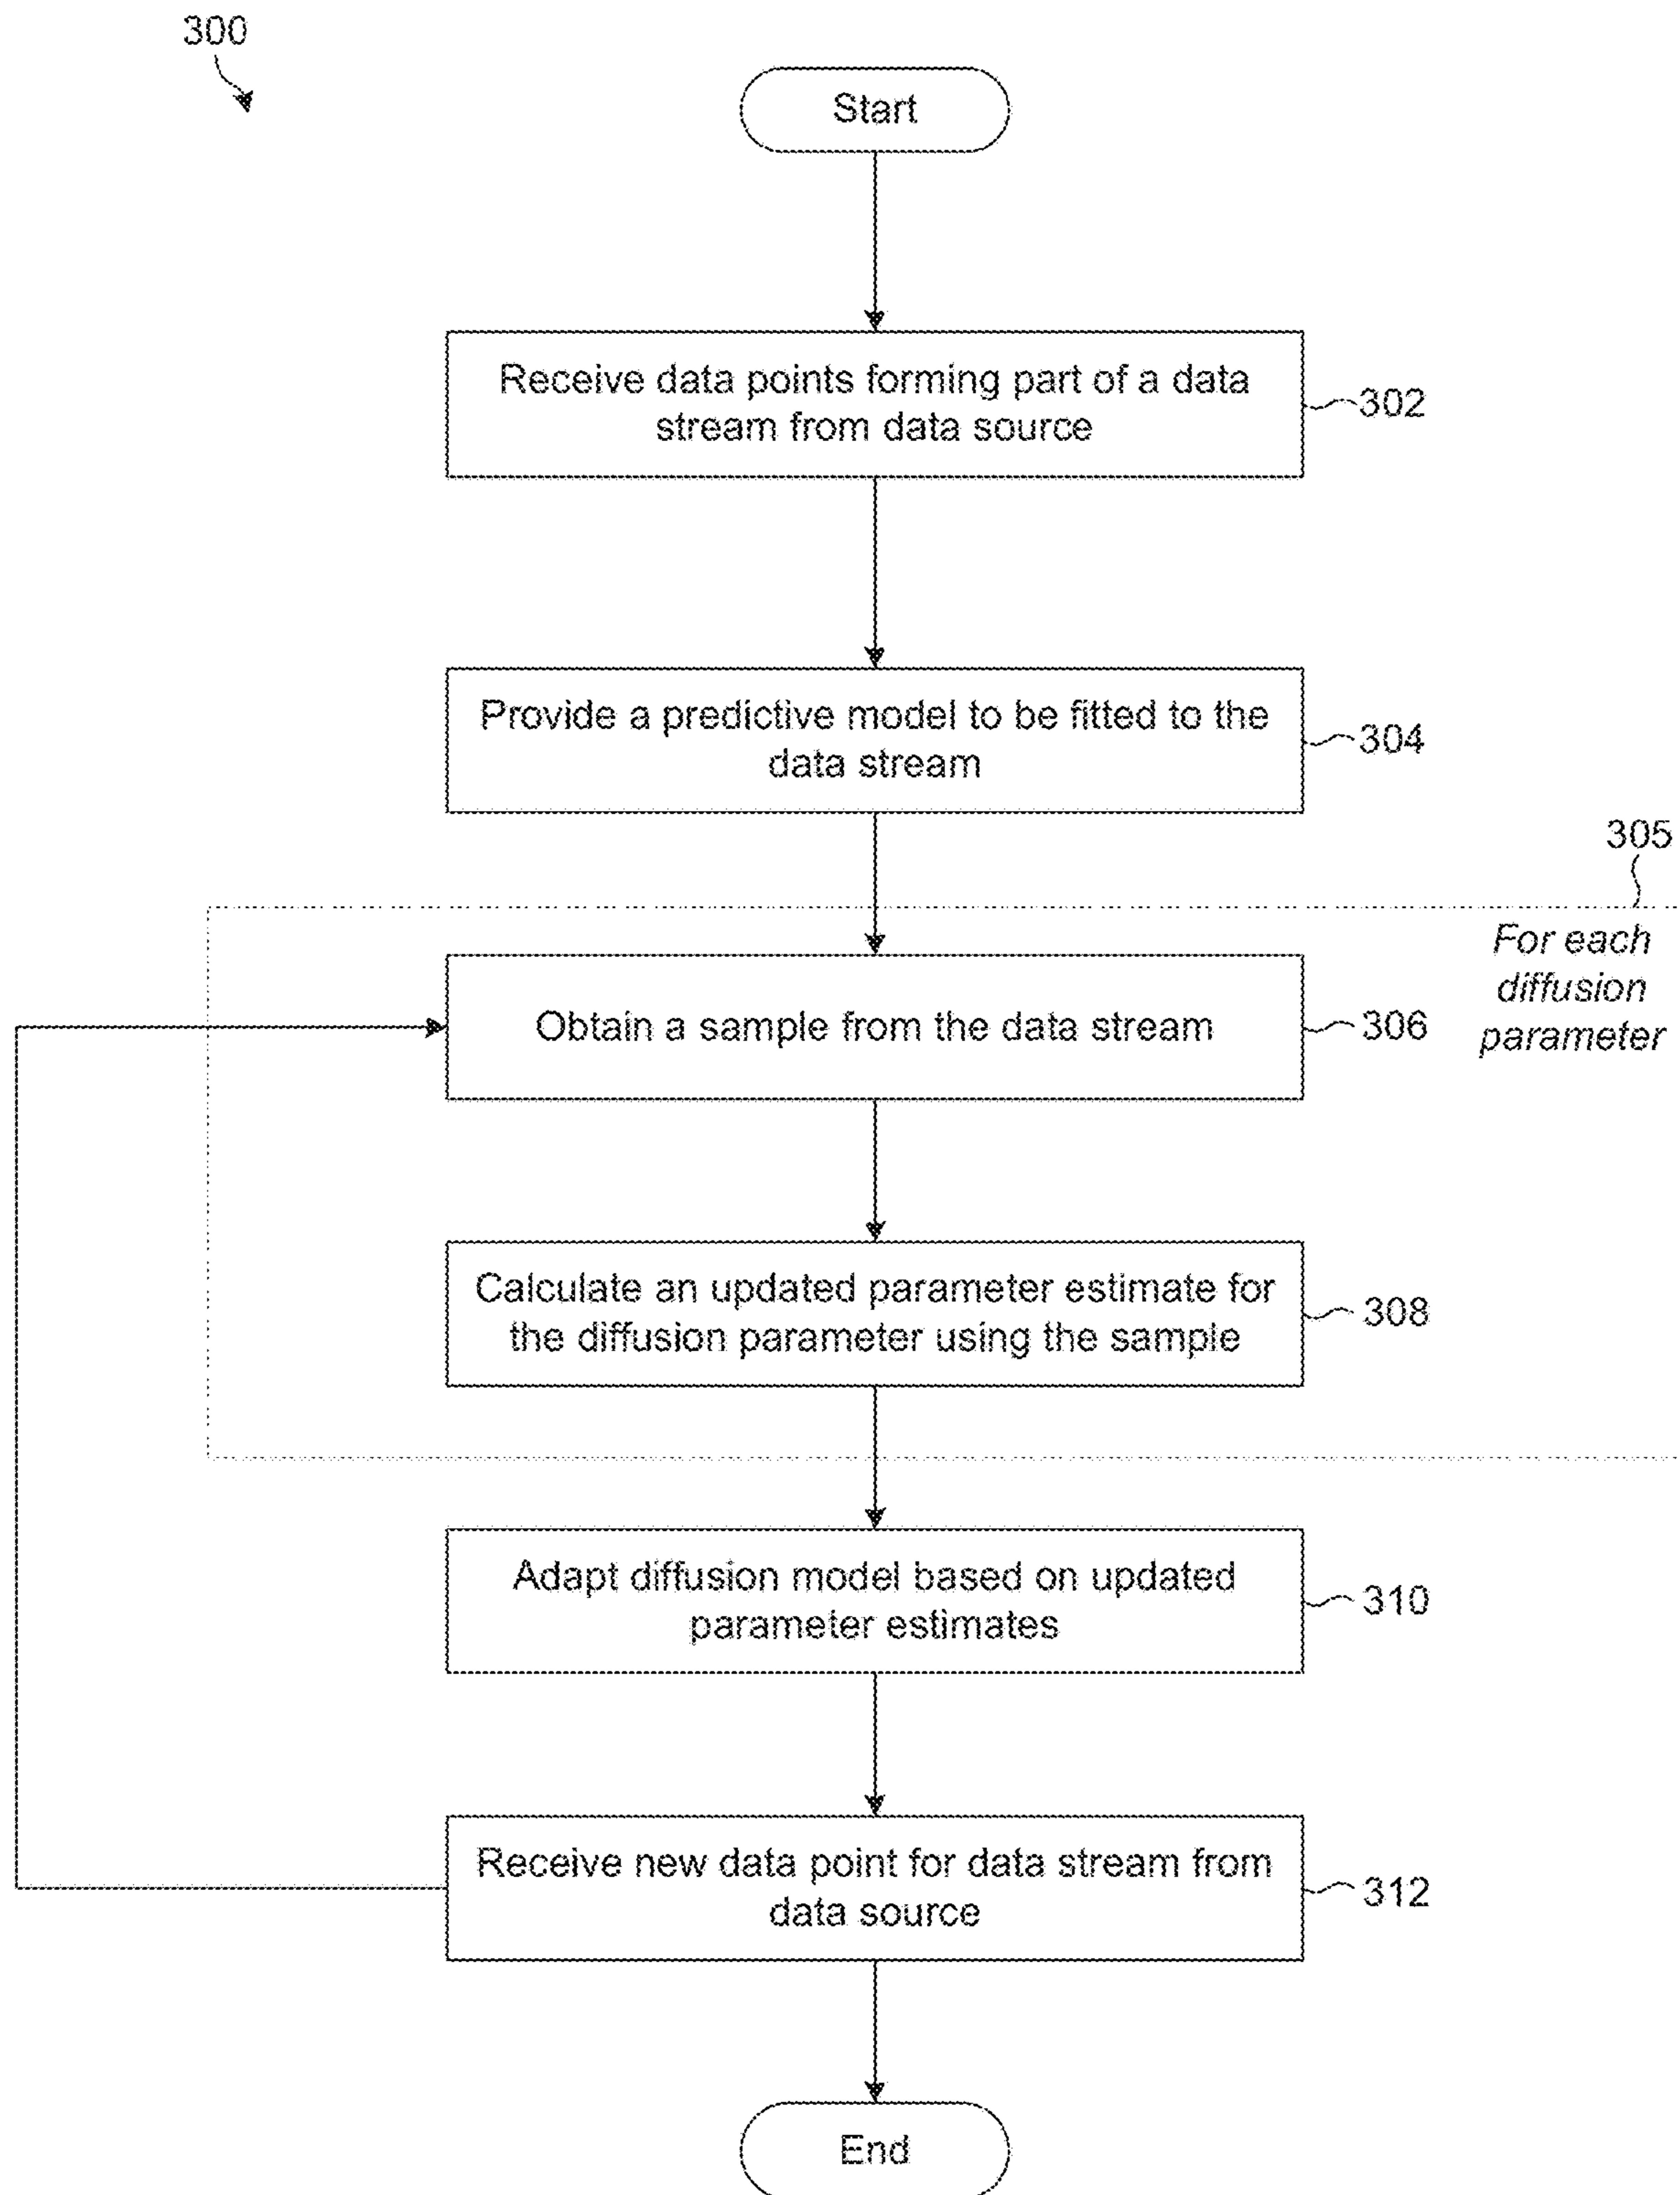 300
Start
Receive data points forming part of a data
stream from data source
302
Provide a predictive model to be fitted to the
data stream
304
305
For each
diffusion
parameter
Obtain a sample from the data stream
306
Calculate an updated parameter estimate for
the diffusion parameter using the sample
308
Adapt diffusion model based on updated
parameter estimates
310
Receive new data point for data stream from
data source
312
End